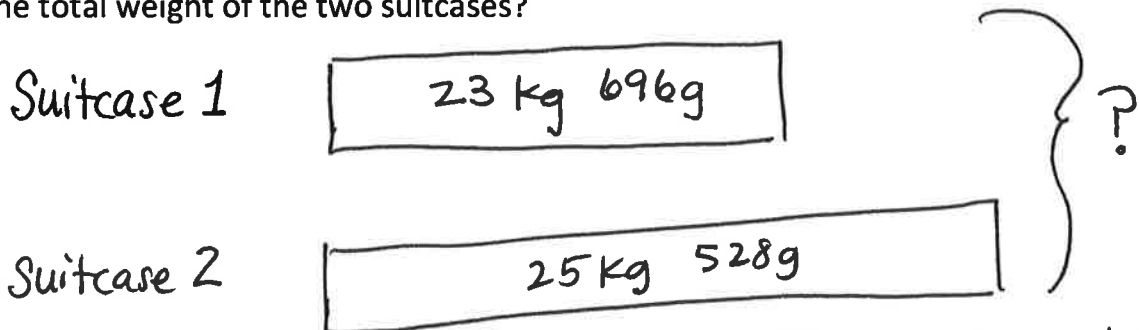 he total weight of the two suitcases?
Suitcase 1 23 kg 696g
?
Suitcase 2 25 kg 528g